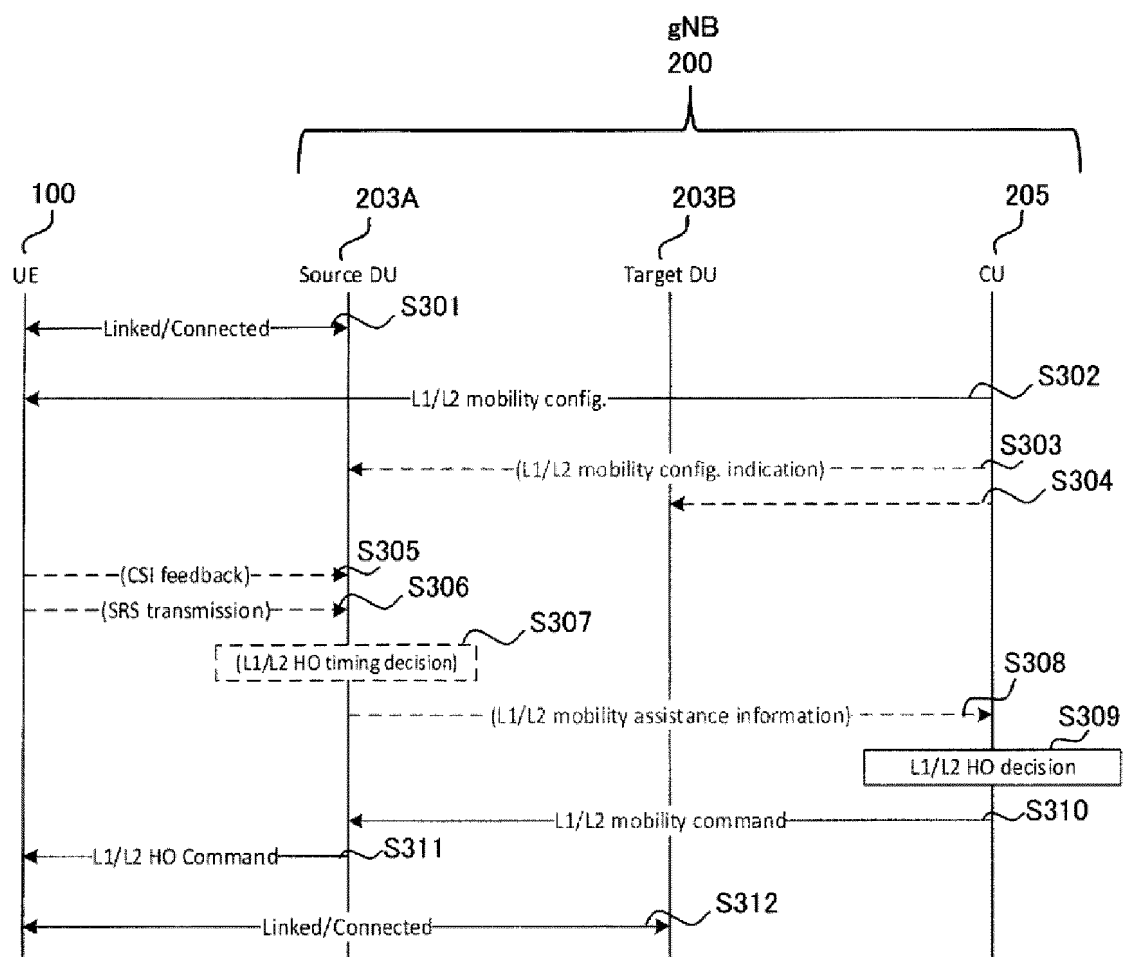 gNB
200
100
203A
203B
205
UE
Source DU
Target DU
CU
S301
Linked/Connected
S302
L1/L2 mobility config.
S303
(L1/L2 mobility config. indication)
S304
S305
(CSI feedback)
S306
(SRS transmission)
S307
(L1/L2 HO timing decision)
S308
(L1/L2 mobility assistance information)
S309
L1/L2 HO decision
S310
L1/L2 mobility command
S311
L1/L2 HO Command
S312
Linked/Connected